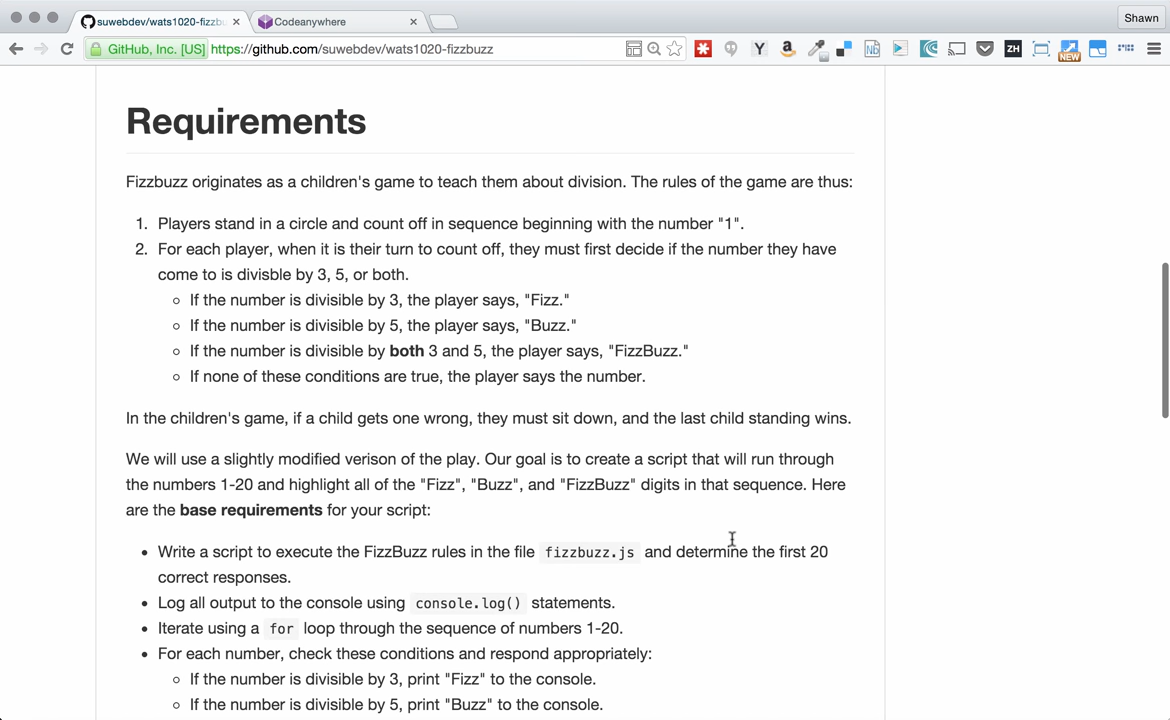 suwebdev/wats1020-fizzbu
Codeanywhere
Shawn
GitHub, Inc. [US] https://github.com/suwebdev/wats1020-fizzbuzz
Requirements
Fizzbuzz originates as a children's game to teach them about division. The rules of the game are thus:
1. Players stand in a circle and count off in sequence beginning with the number "1".
2. For each player, when it is their turn to count off, they must first decide if the number they have
come to is divisble by 3, 5, or both.
If the number is divisible by 3, the player says, "Fizz."
If the number is divisible by 5, the player says, "Buzz."
If the number is divisible by both 3 and 5, the player says, "FizzBuzz."
If none of these conditions are true, the player says the number.
In the children's game, if a child gets one wrong, they must sit down, and the last child standing wins.
We will use a slightly modified verison of the play. Our goal is to create a script that will run through
the numbers 1-20 and highlight all of the "Fizz", "Buzz", and "FizzBuzz" digits in that sequence. Here
are the base requirements for your script:
Write a script to execute the FizzBuzz rules in the file fizzbuzz.js and determine the first 20
correct responses.
Log all output to the console using console.log() statements.
Iterate using a for loop through the sequence of numbers 1-20.
For each number, check these conditions and respond appropriately:
If the number is divisible by 3, print "Fizz" to the console.
If the number is divisible by 5, print "Buzz" to the console.